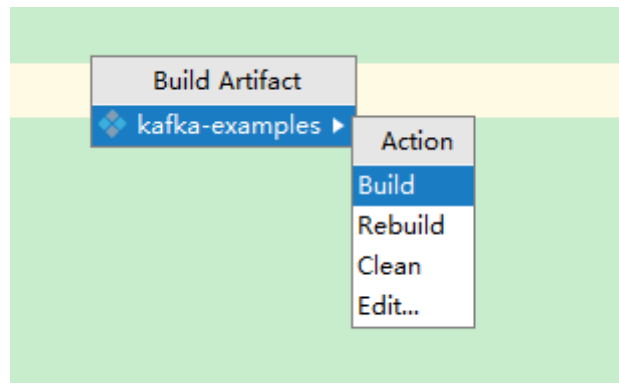 Build Artifact
kafka-examples
Action
Build
Rebuild
Clean
Edit...